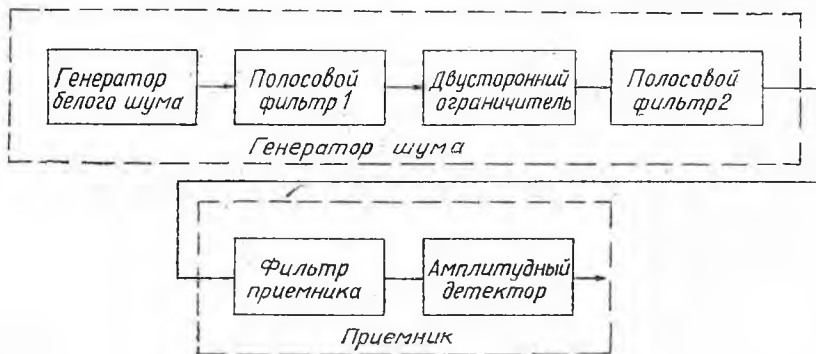 Генератор
белого шума
Полосовой
фильтр 1
Двусторонний
ограничитель
Полосовой
фильтр 2
Генератор шума
Фильтр
приемника
Амплитудный
детектор
Приемник